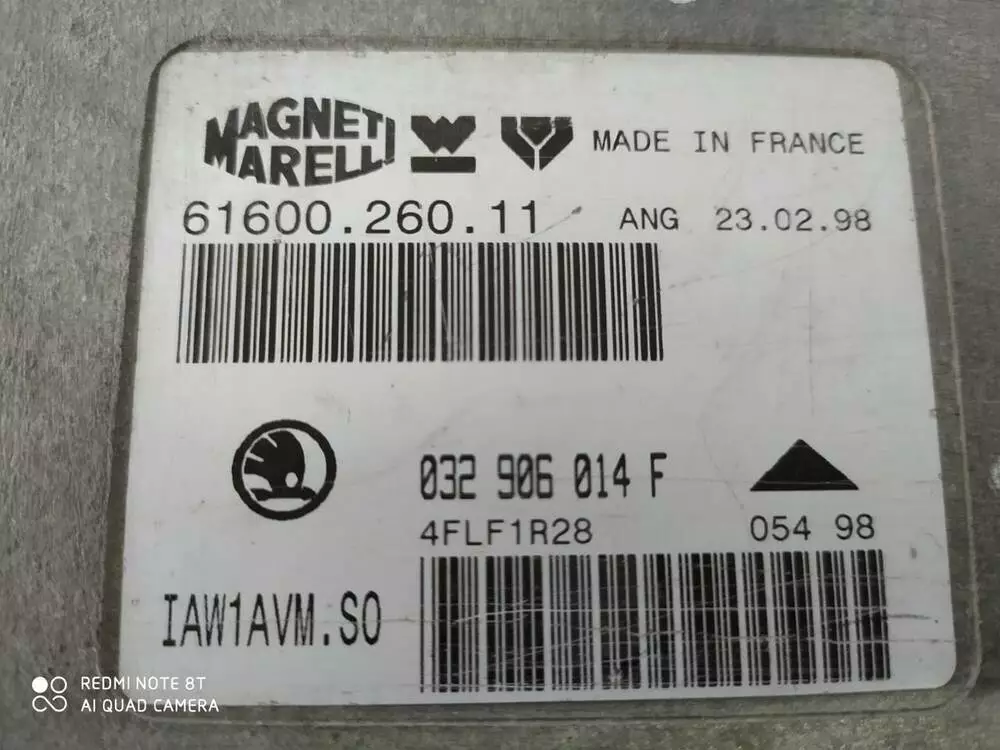 MAGNETI MARELLI MADE IN FRANCE
61600.260.11 ANG 23.02.98
032 906 014 F
4FLF1R28 054 98
IAW1AVM.S0
REDMI NOTE 8T
AI QUAD CAMERA